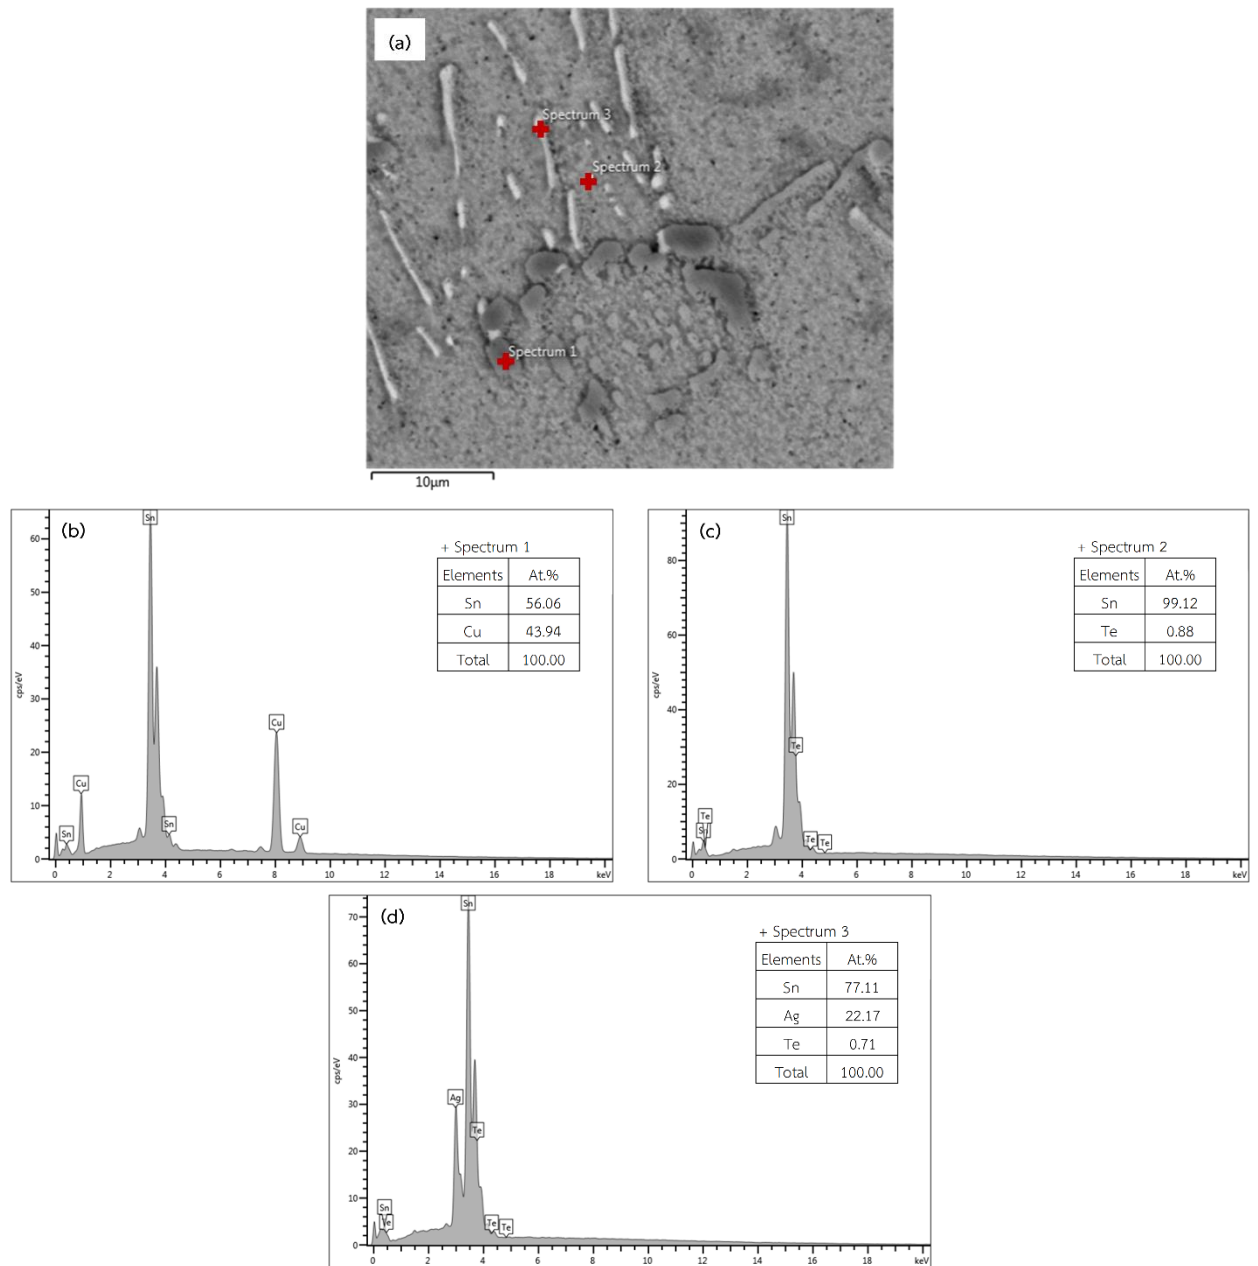 (a)
Spectrum 3
Spectrum 2
Spectrum 1
10µm
(b)
+ Spectrum 1
Elements At.%
Sn 56.06
Cu 43.94
Total 100.00
Sn
Cu
Cu
Sn
Sn
Cu
cps/eV
60
50
40
30
20
10
0
0 2 4 6 8 10 12 14 16 18 keV
(c)
+ Spectrum 2
Elements At.%
Sn 99.12
Te 0.88
Total 100.00
Sn
Te
Te
Sn
Te
Te
cps/eV
80
60
40
20
0
0 2 4 6 8 10 12 14 16 18 keV
(d)
+ Spectrum 3
Elements At.%
Sn 77.11
Ag 22.17
Te 0.71
Total 100.00
Sn
Ag
Te
Sn
Te
Te
cps/eV
70
60
50
40
30
20
10
0
0 2 4 6 8 10 12 14 16 18 keV